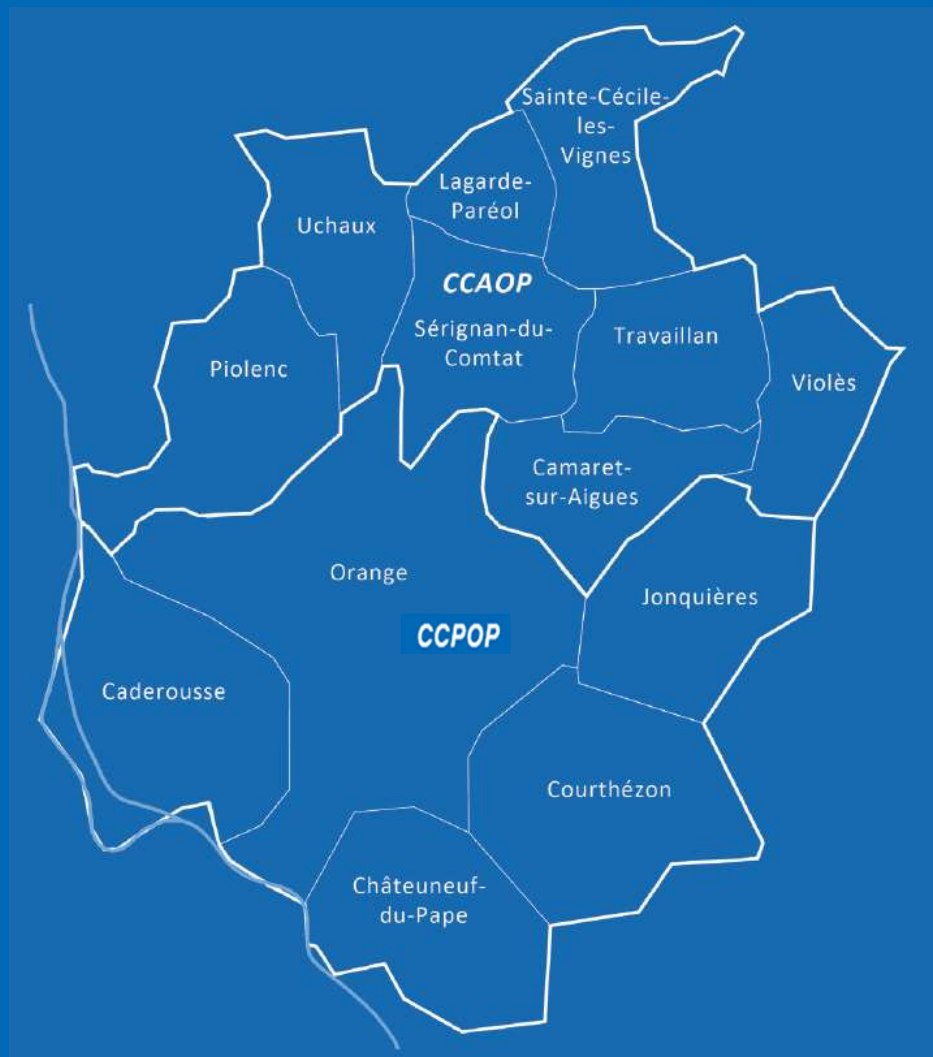 Sainte-Cécile-
les-
Vignes
Lagarde-
Paréol
Uchaux
CCAOP
Sérignan-du-
Comtat
Travaillan
Piolenc
Violès
Camaret-
sur-Aigues
Orange
Jonquières
CCPOP
Caderousse
Courthézon
Châteuneuf-
du-Pape